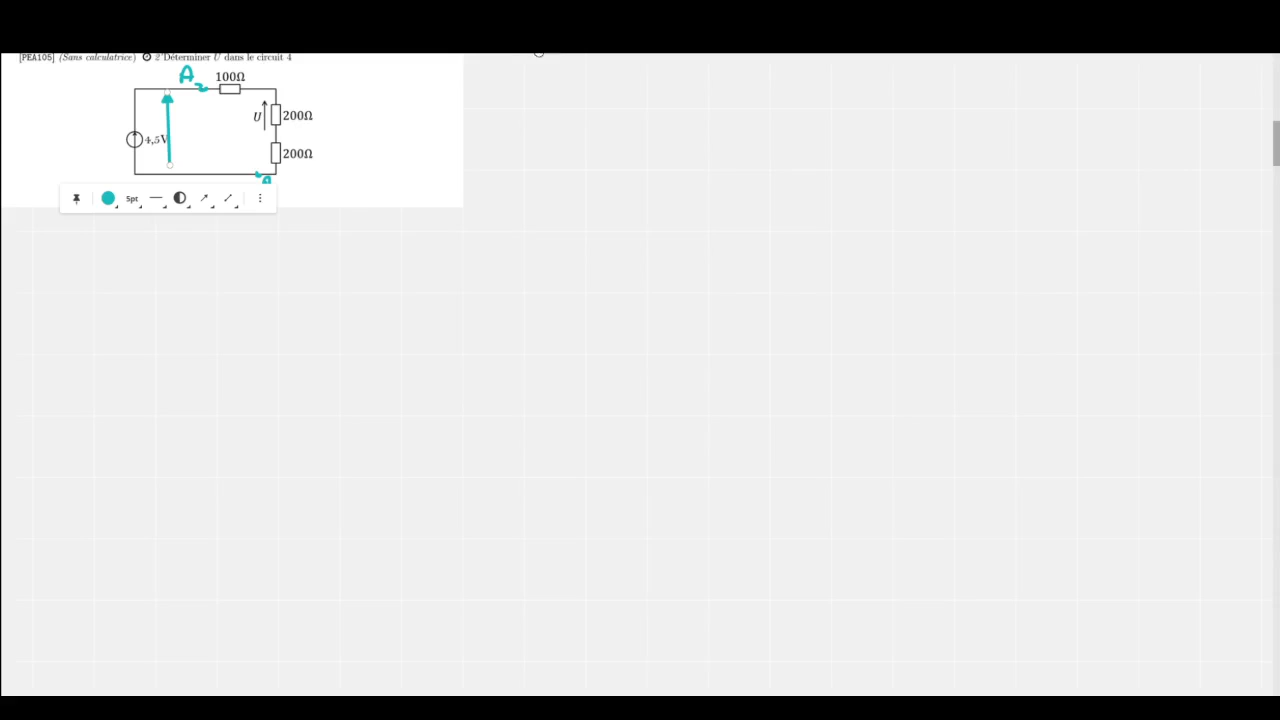 [PEA105] (Sans calculatrice) 2' Déterminer U dans le circuit 4
A
100Ω
U
200Ω
4,5V
200Ω
5pt